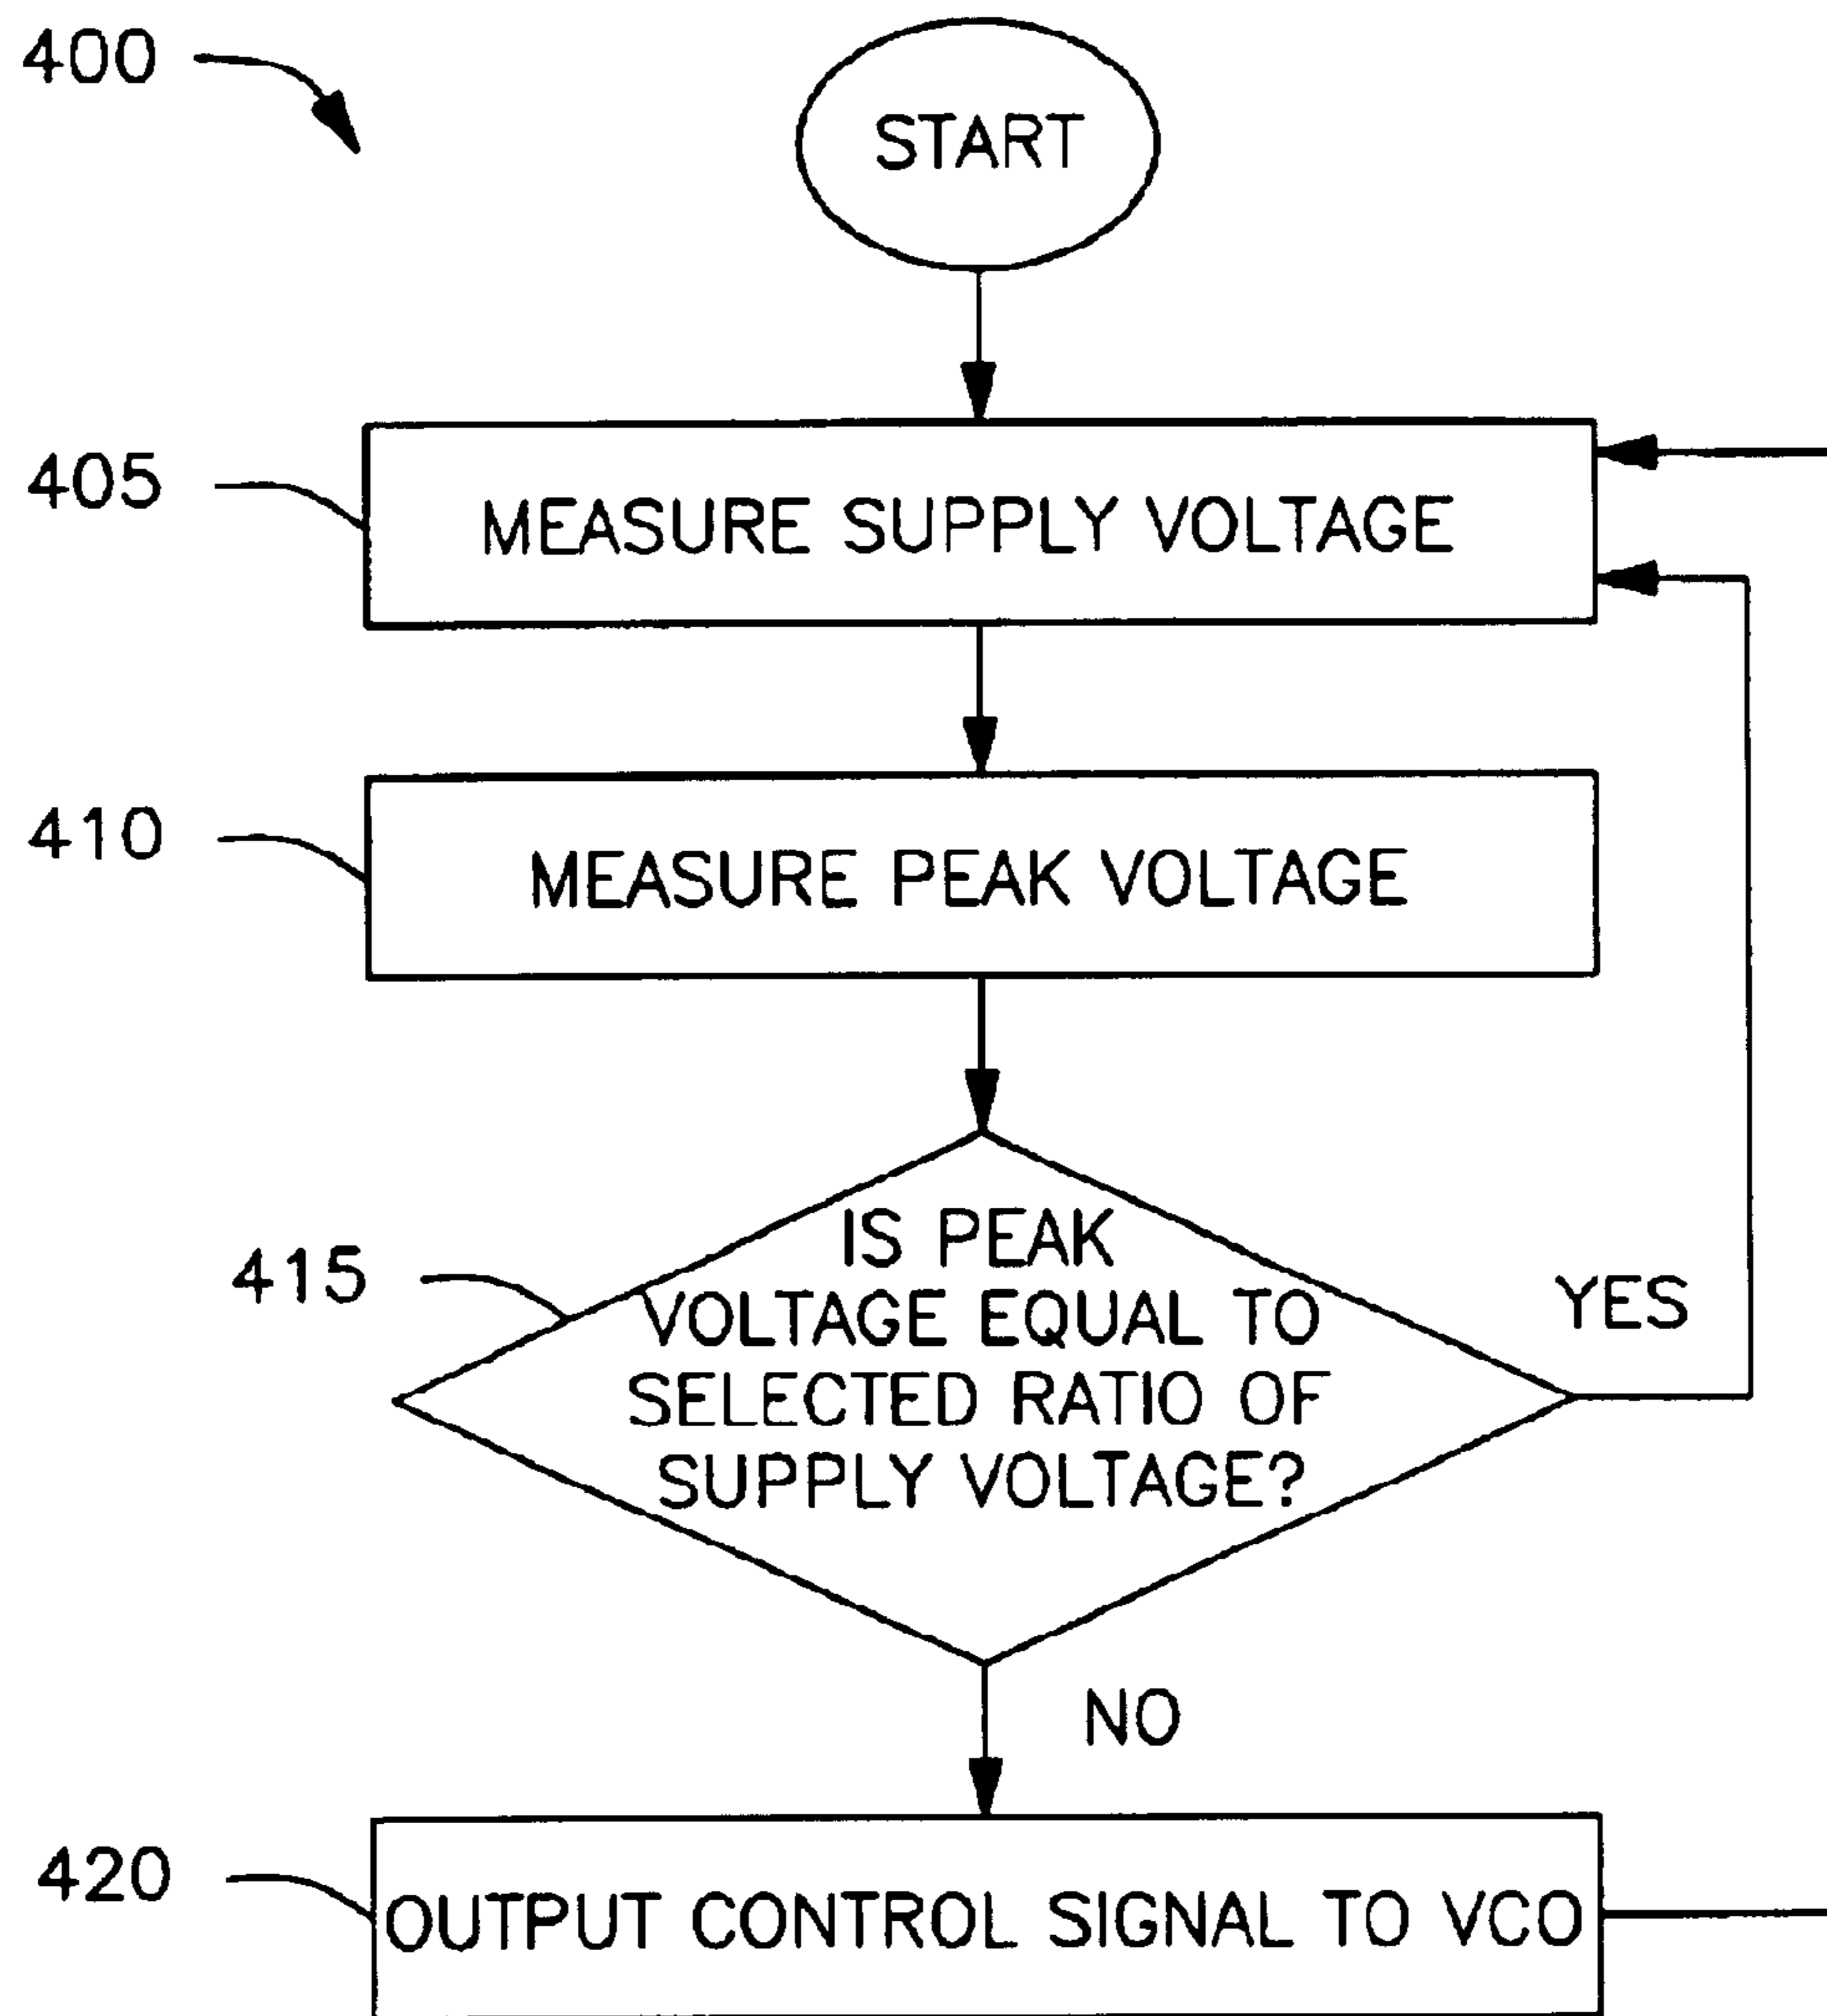 400
START
405
MEASURE SUPPLY VOLTAGE
410
MEASURE PEAK VOLTAGE
415
IS PEAK
VOLTAGE EQUAL TO
SELECTED RATIO OF
SUPPLY VOLTAGE?
YES
NO
420
OUTPUT CONTROL SIGNAL TO VCO